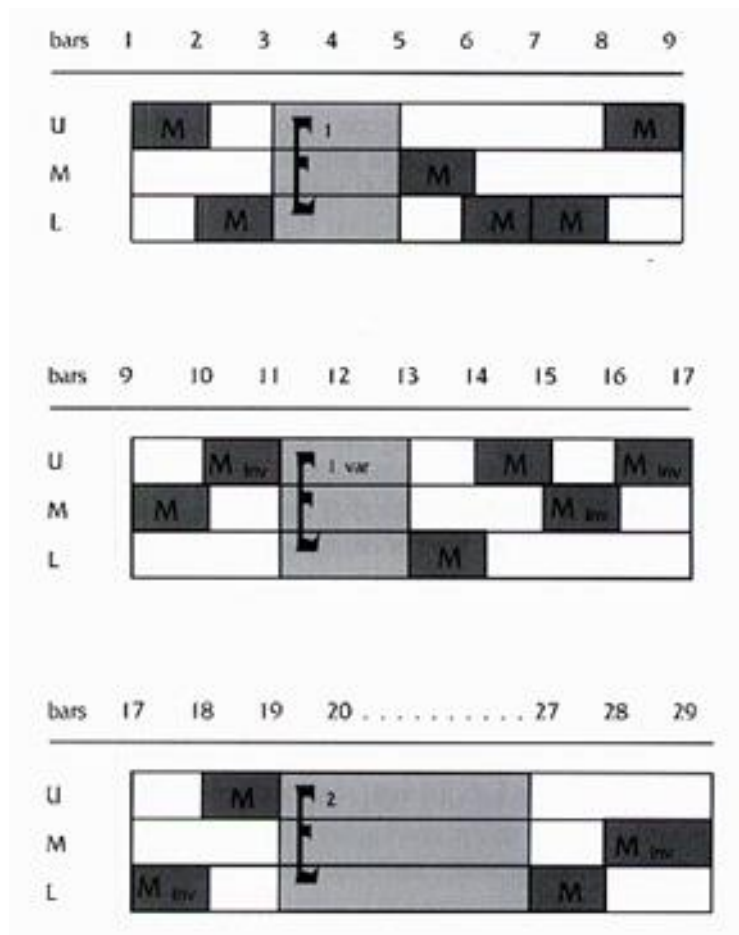 bars 1 2 3 4 5 6 7 8 9
U M 1 M
M M
L M M M
bars 9 10 11 12 13 14 15 16 17
U M Inv 1 var M M Inv
M M M Inv
L M
bars 17 18 19 20 . . . . . . . . . . . 27 28 29
U M 2
M M Inv
L M Inv M